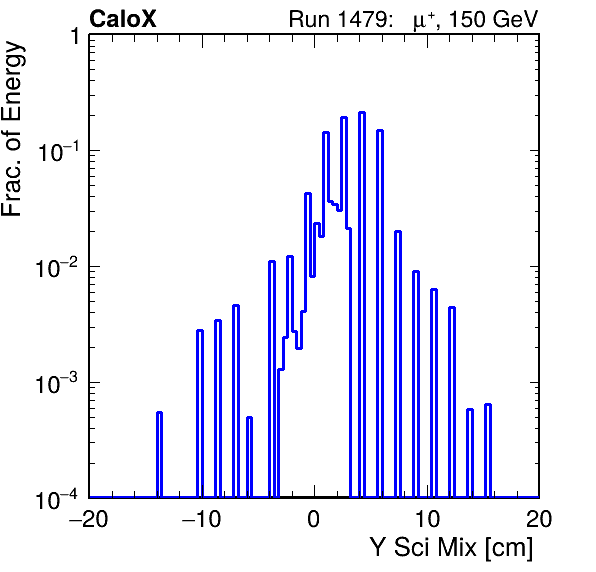 CaloX Run 1479: μ⁺, 150 GeV
Frac. of Energy
1
10⁻¹
10⁻²
10⁻³
10⁻⁴
−20 −10 0 10 20
Y Sci Mix [cm]